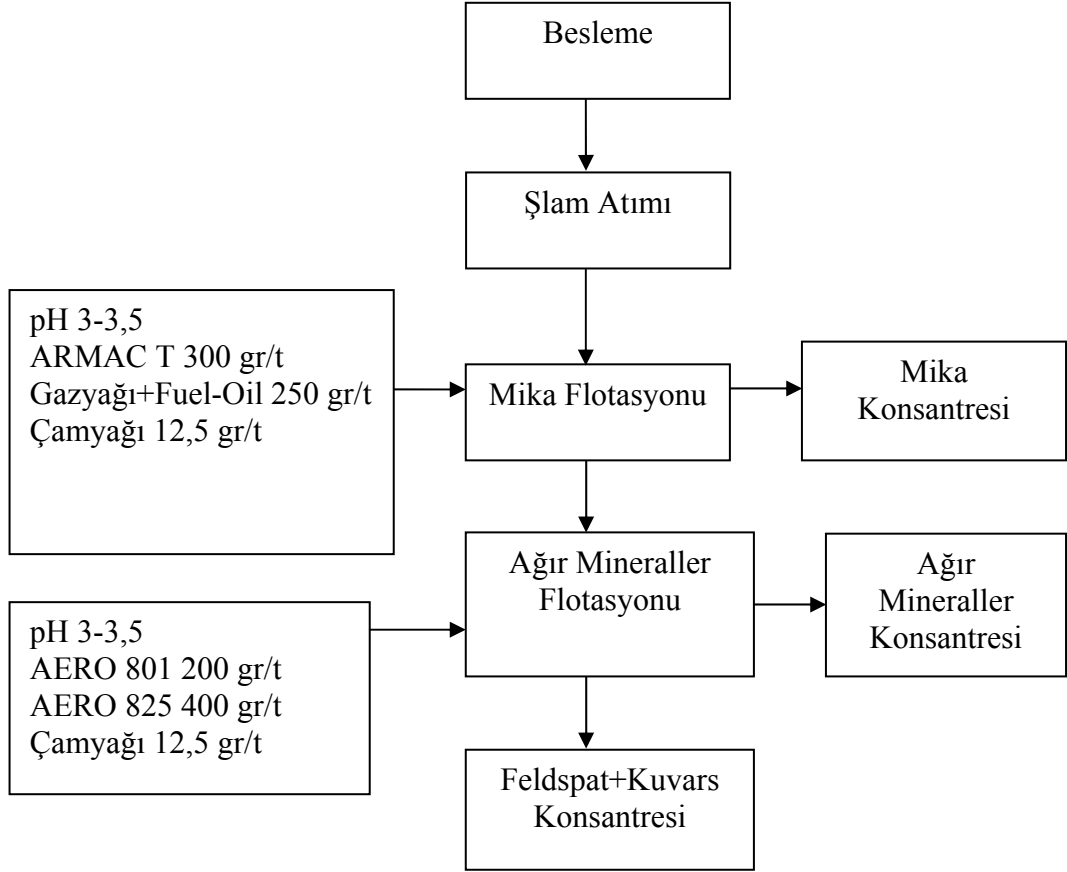 Besleme
Şlam Atımı
pH 3-3,5
ARMAC T 300 gr/t
Gazyağı+Fuel-Oil 250 gr/t
Çamyağı 12,5 gr/t
Mika Flotasyonu
Mika
Konsantresi
Ağır Mineraller
Flotasyonu
Ağır
Mineraller
Konsantresi
pH 3-3,5
AERO 801 200 gr/t
AERO 825 400 gr/t
Çamyağı 12,5 gr/t
Feldspat+Kuvars
Konsantresi